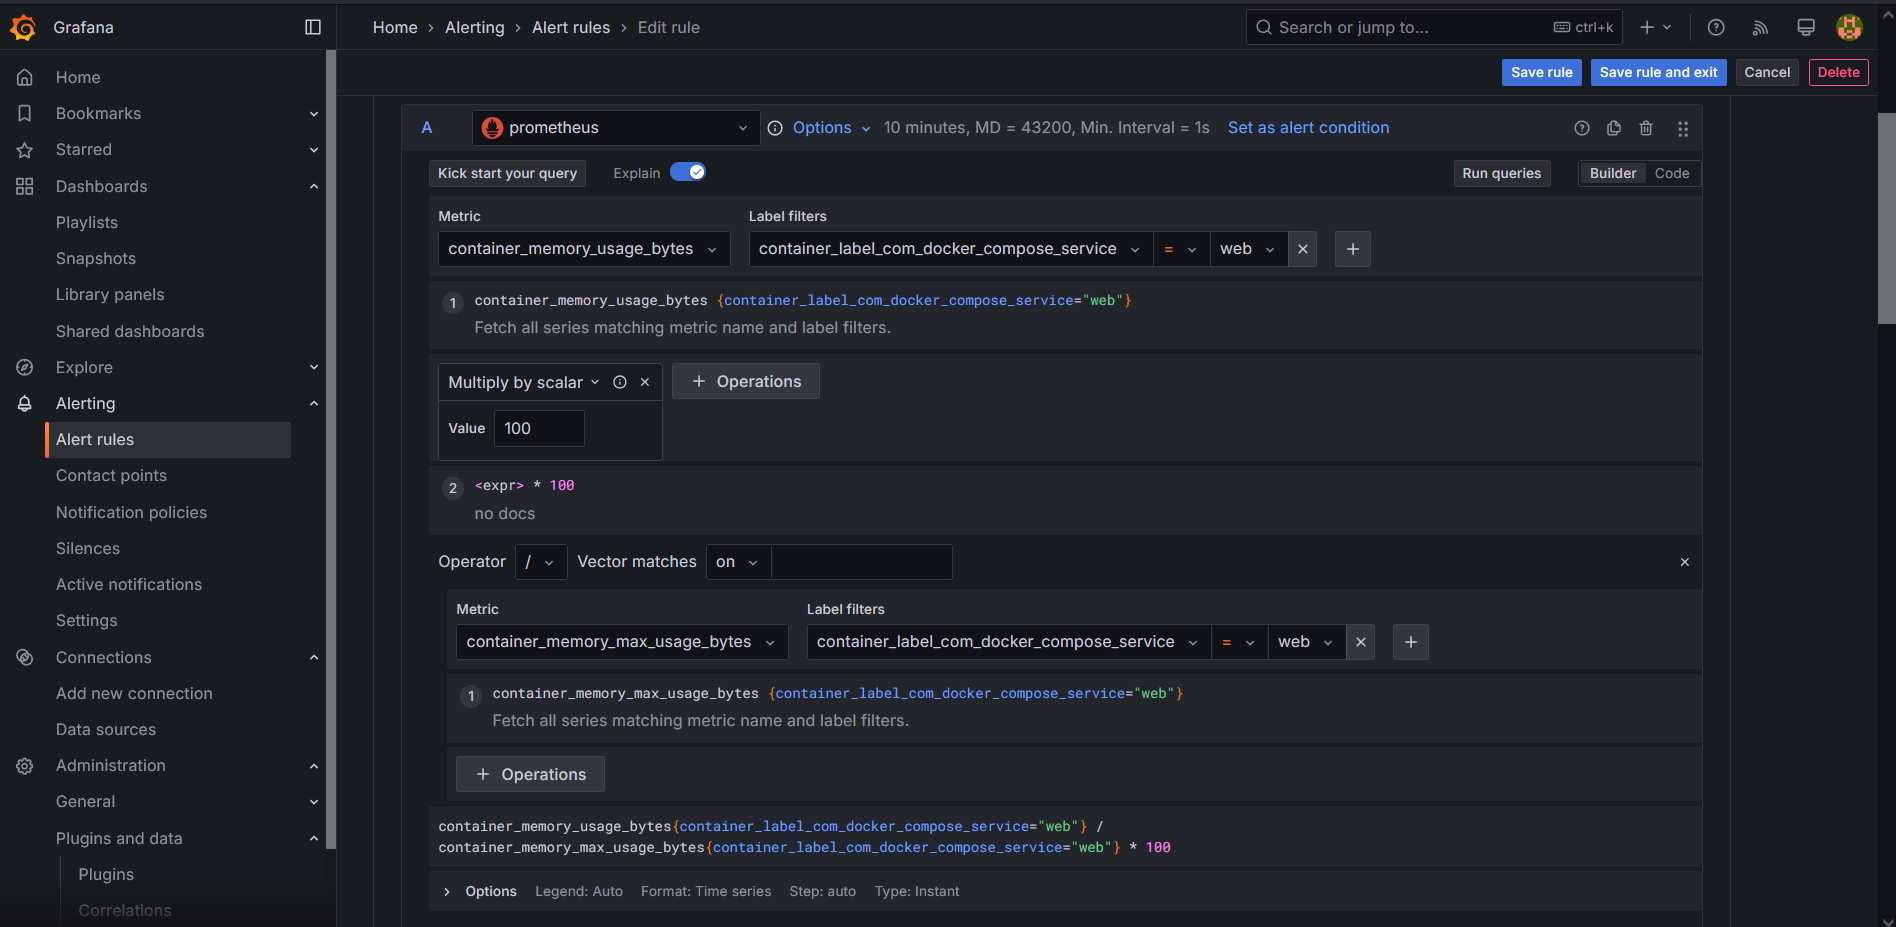 Grafana
Home › Alerting › Alert rules › Edit rule
Search or jump to...
ctrl+k
Save rule
Save rule and exit
Cancel
Delete
Home
Bookmarks
Starred
Dashboards
Playlists
Snapshots
Library panels
Shared dashboards
Explore
Alerting
Alert rules
Contact points
Notification policies
Silences
Active notifications
Settings
Connections
Add new connection
Data sources
Administration
General
Plugins and data
Plugins
Correlations
A
prometheus
Options
10 minutes, MD = 43200, Min. Interval = 1s
Set as alert condition
Kick start your query
Explain
Run queries
Builder
Code
Metric
Label filters
container_memory_usage_bytes
container_label_com_docker_compose_service
=
web
1
container_memory_usage_bytes {container_label_com_docker_compose_service="web"}
Fetch all series matching metric name and label filters.
Multiply by scalar
+ Operations
Value
100
2
<expr> * 100
no docs
Operator
/
Vector matches
on
Metric
Label filters
container_memory_max_usage_bytes
container_label_com_docker_compose_service
=
web
1
container_memory_max_usage_bytes {container_label_com_docker_compose_service="web"}
Fetch all series matching metric name and label filters.
+ Operations
container_memory_usage_bytes{container_label_com_docker_compose_service="web"} /
container_memory_max_usage_bytes{container_label_com_docker_compose_service="web"} * 100
Options
Legend: Auto
Format: Time series
Step: auto
Type: Instant